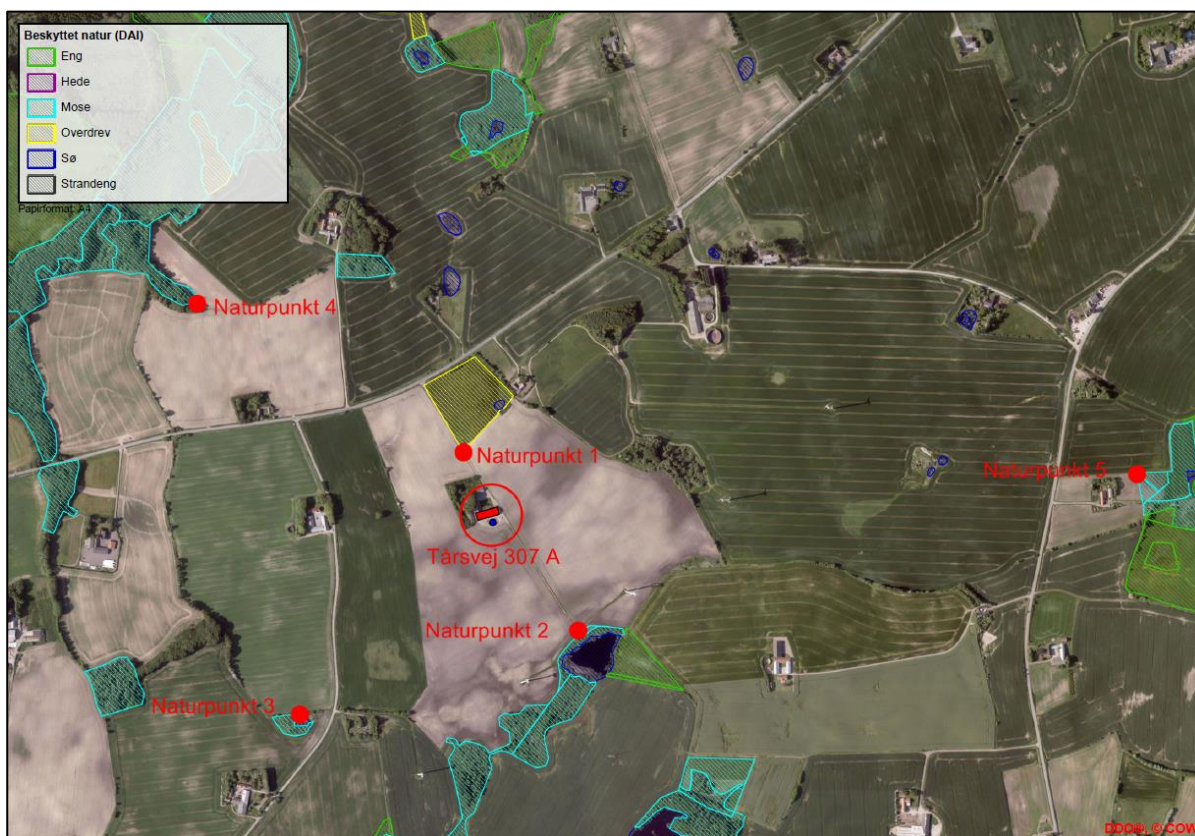 Beskyttet natur (DAI)
Eng
Hede
Mose
Overdrev
Sø
Strandeng
Papirformat: A4
Naturpunkt 4
Naturpunkt 1
Naturpunkt 5
Tårsvej 307 A
Naturpunkt 2
Naturpunkt 3
DDO®, © COW